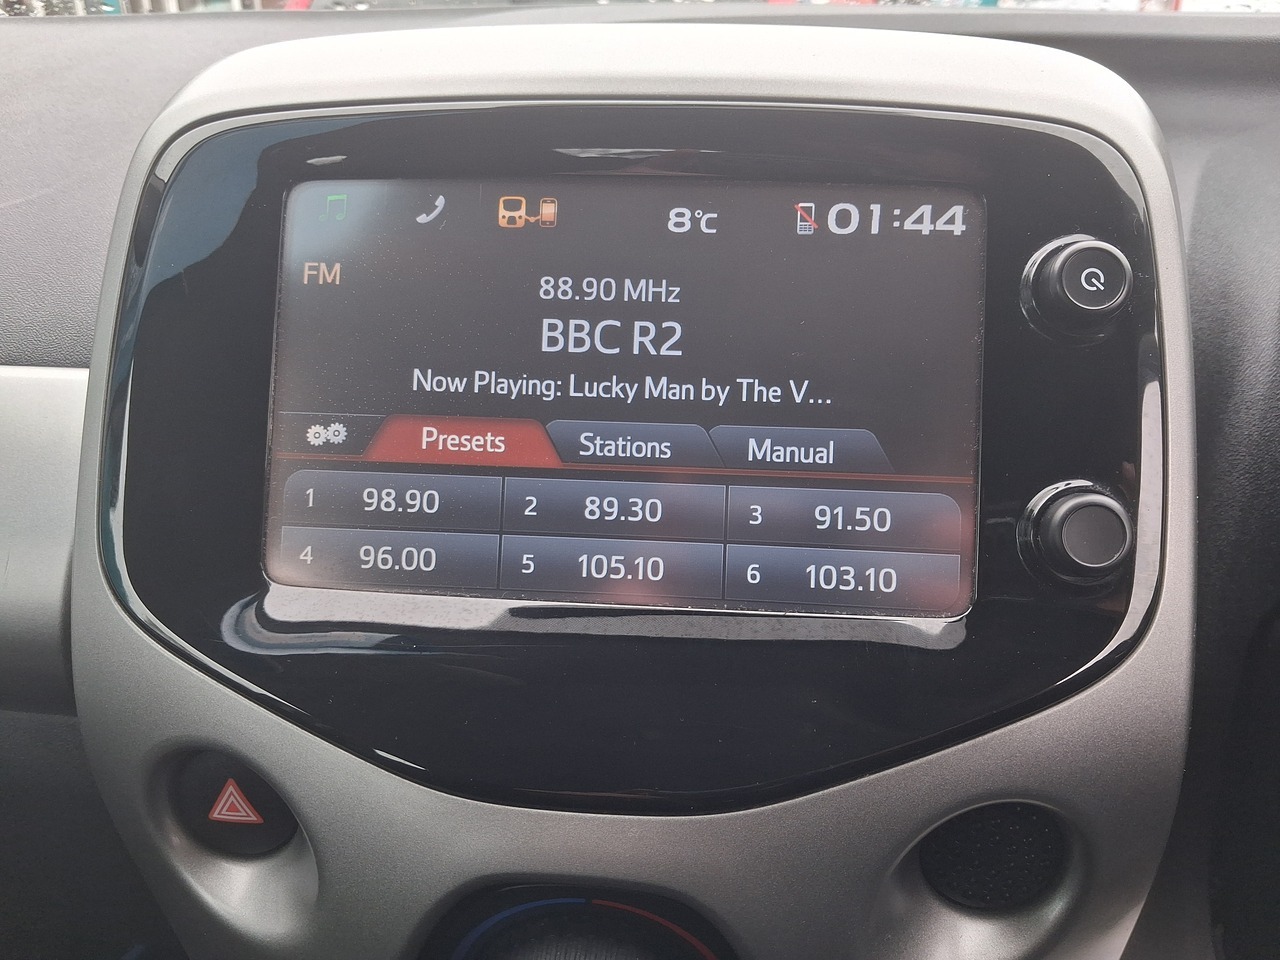 8°C
01:44
FM
88.90 MHz
BBC R2
Now Playing: Lucky Man by The V...
Presets
Stations
Manual
1 98.90
2 89.30
3 91.50
4 96.00
5 105.10
6 103.10